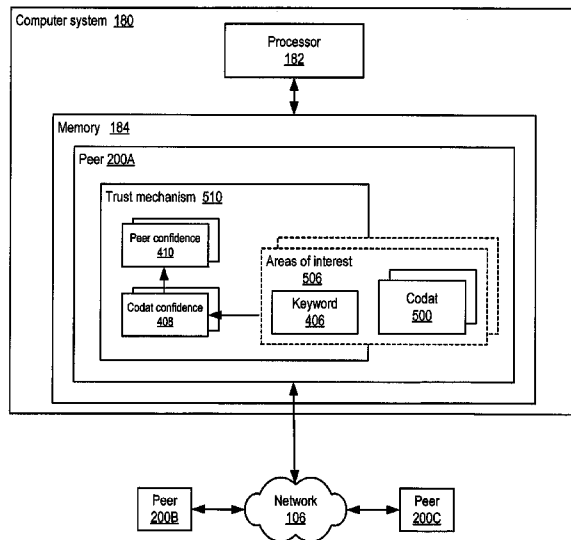 Computer system 180
Processor
182
Memory 184
Peer 200A
Trust mechanism 510
Peer confidence
410
Areas of interest
506
Codat confidence
408
Keyword
406
Codat
500
Peer
200B
Network
106
Peer
200C